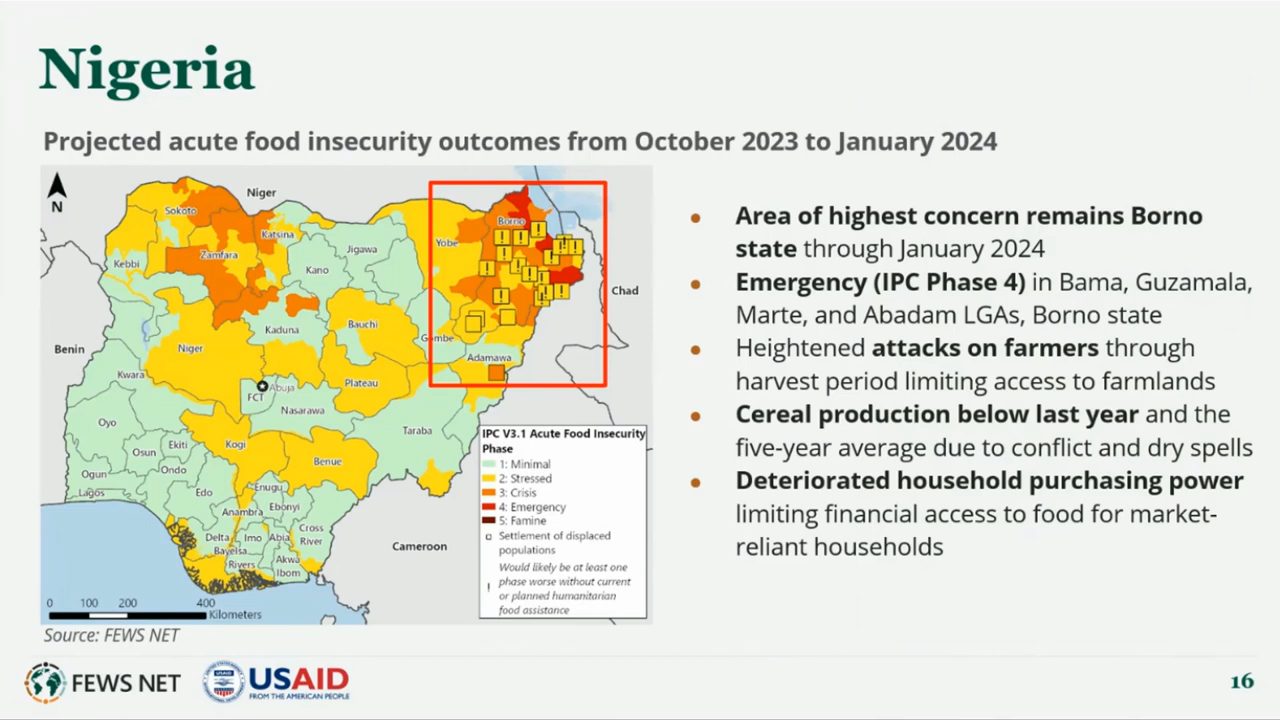 Nigeria
Projected acute food insecurity outcomes from October 2023 to January 2024
N
Niger
Sokoto
Katsina
Zamfara
Kebbi
Jigawa
Kano
Yobe
Borno
Chad
Kaduna
Bauchi
Gombe
Adamawa
Benin
Niger
Kwara
Abuja
FCT
Plateau
Nasarawa
Oyo
Taraba
Osun
Ekiti
Kogi
Benue
Ogun
Ondo
Lagos
Edo
Enugu
Anambra
Ebonyi
Delta
Imo
Abia
Cross
River
Bayelsa
Rivers
Akwa
Ibom
Cameroon
0 100 200 400
Kilometers
IPC V3.1 Acute Food Insecurity
Phase
1: Minimal
2: Stressed
3: Crisis
4: Emergency
5: Famine
Settlement of displaced
populations
! Would likely be at least one
phase worse without current
or planned humanitarian
food assistance
Source: FEWS NET
• Area of highest concern remains Borno
state through January 2024
• Emergency (IPC Phase 4) in Bama, Guzamala,
Marte, and Abadam LGAs, Borno state
• Heightened attacks on farmers through
harvest period limiting access to farmlands
• Cereal production below last year and the
five-year average due to conflict and dry spells
• Deteriorated household purchasing power
limiting financial access to food for market-
reliant households
FEWS NET
USAID
FROM THE AMERICAN PEOPLE
16